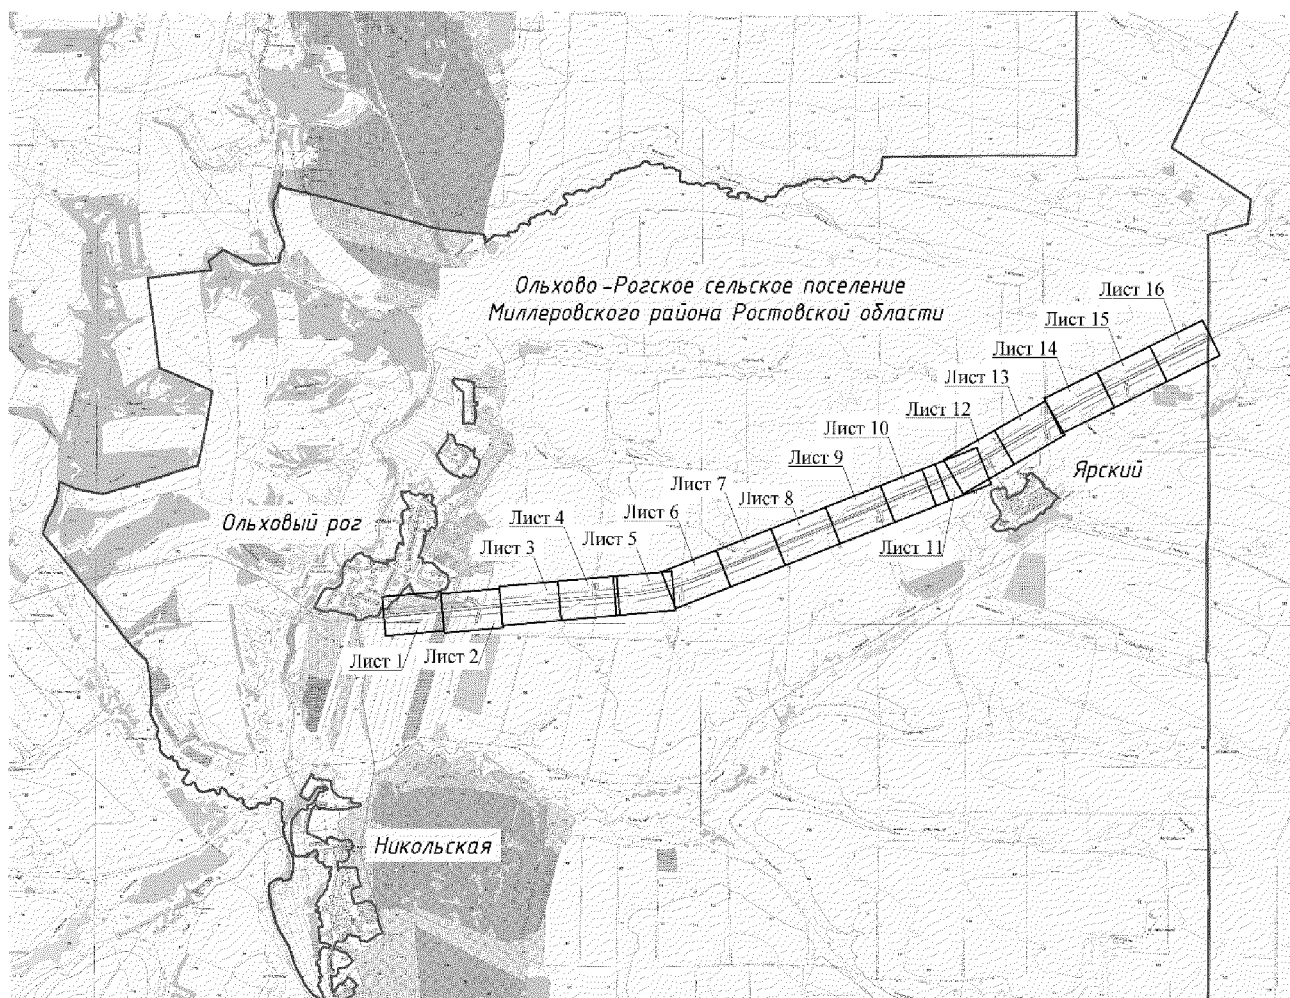 Ольхово-Рогское сельское поселение
Миллеровского района Ростовской области
Лист 16
Лист 15
Лист 14
Лист 13
Лист 12
Лист 10
Лист 9
Ярский
Лист 7
Лист 8
Ольховый рог
Лист 4
Лист 6
Лист 3
Лист 5
Лист 11
Лист 1
Лист 2
Никольская